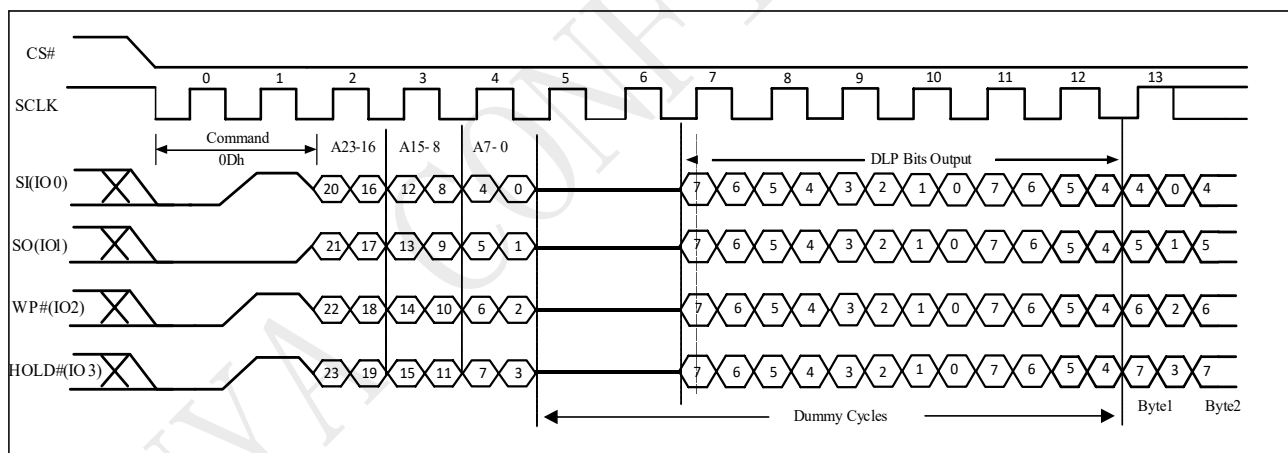 CS#
0 1 2 3 4 5 6 7 8 9 10 11 12 13
SCLK
Command
0Dh
A23-16 A15- 8 A7- 0
DLP Bits Output
SI(IO0) 20 16 12 8 4 0 7 6 5 4 3 2 1 0 7 6 5 4 4 0 4
SO(IO1) 21 17 13 9 5 1 7 6 5 4 3 2 1 0 7 6 5 4 5 1 5
WP#(IO2) 22 18 14 10 6 2 7 6 5 4 3 2 1 0 7 6 5 4 6 2 6
HOLD#(IO3) 23 19 15 11 7 3 7 6 5 4 3 2 1 0 7 6 5 4 7 3 7
Dummy Cycles
Byte1 Byte2